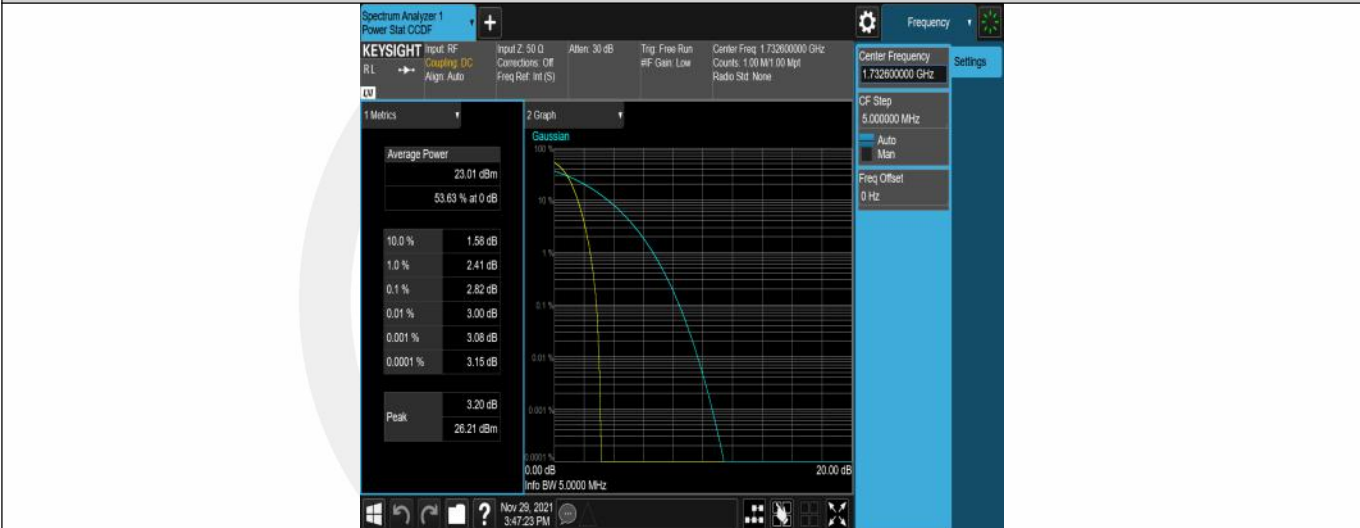 Spectrum Analyzer 1
Power Stat CCDF
+
Frequency
KEYSIGHT
RL
Input: RF
Coupling: DC
Align: Auto
Input Z: 50 Ω
Corrections: Off
Freq Ref: Int (S)
Atten: 30 dB
Trig: Free Run
#IF Gain: Low
Center Freq: 1.732600000 GHz
Counts: 1.00 M/1.00 Mpt
Radio Std: None
Center Frequency
1.732600000 GHz
Settings
CF Step
5.000000 MHz
Auto
Man
Freq Offset
0 Hz
1 Metrics
Average Power
23.01 dBm
53.63 % at 0 dB
10.0 % 1.58 dB
1.0 % 2.41 dB
0.1 % 2.82 dB
0.01 % 3.00 dB
0.001 % 3.08 dB
0.0001 % 3.15 dB
Peak
3.20 dB
26.21 dBm
2 Graph
Gaussian
100 %
10 %
1 %
0.1 %
0.01 %
0.001 %
0.0001 %
0.00 dB 20.00 dB
Info BW 5.0000 MHz
?
Nov 29, 2021
3:47:23 PM